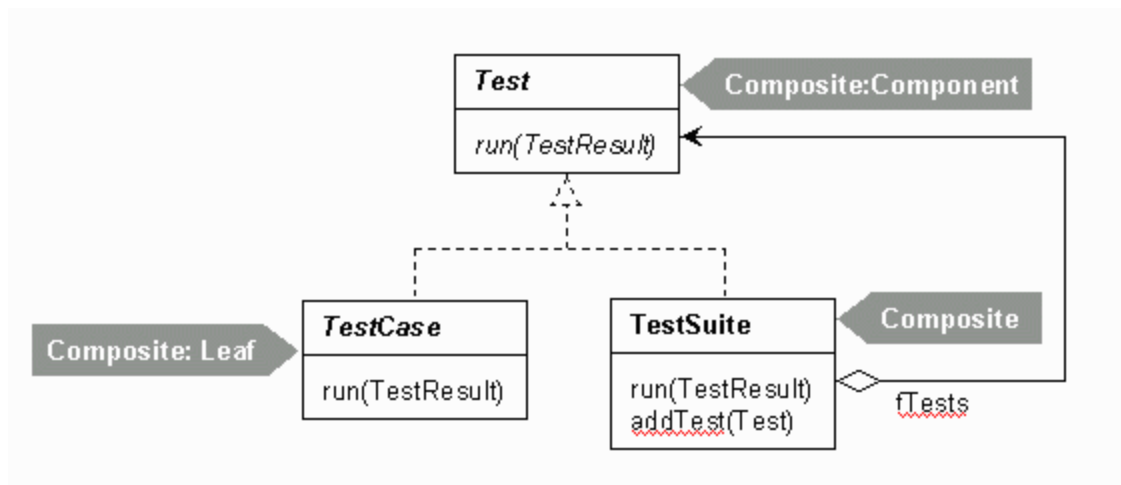 Test
Composite:Component
run(TestResult)
TestCase
TestSuite
Composite
Composite: Leaf
run(TestResult)
run(TestResult)
addTest(Test)
fTests